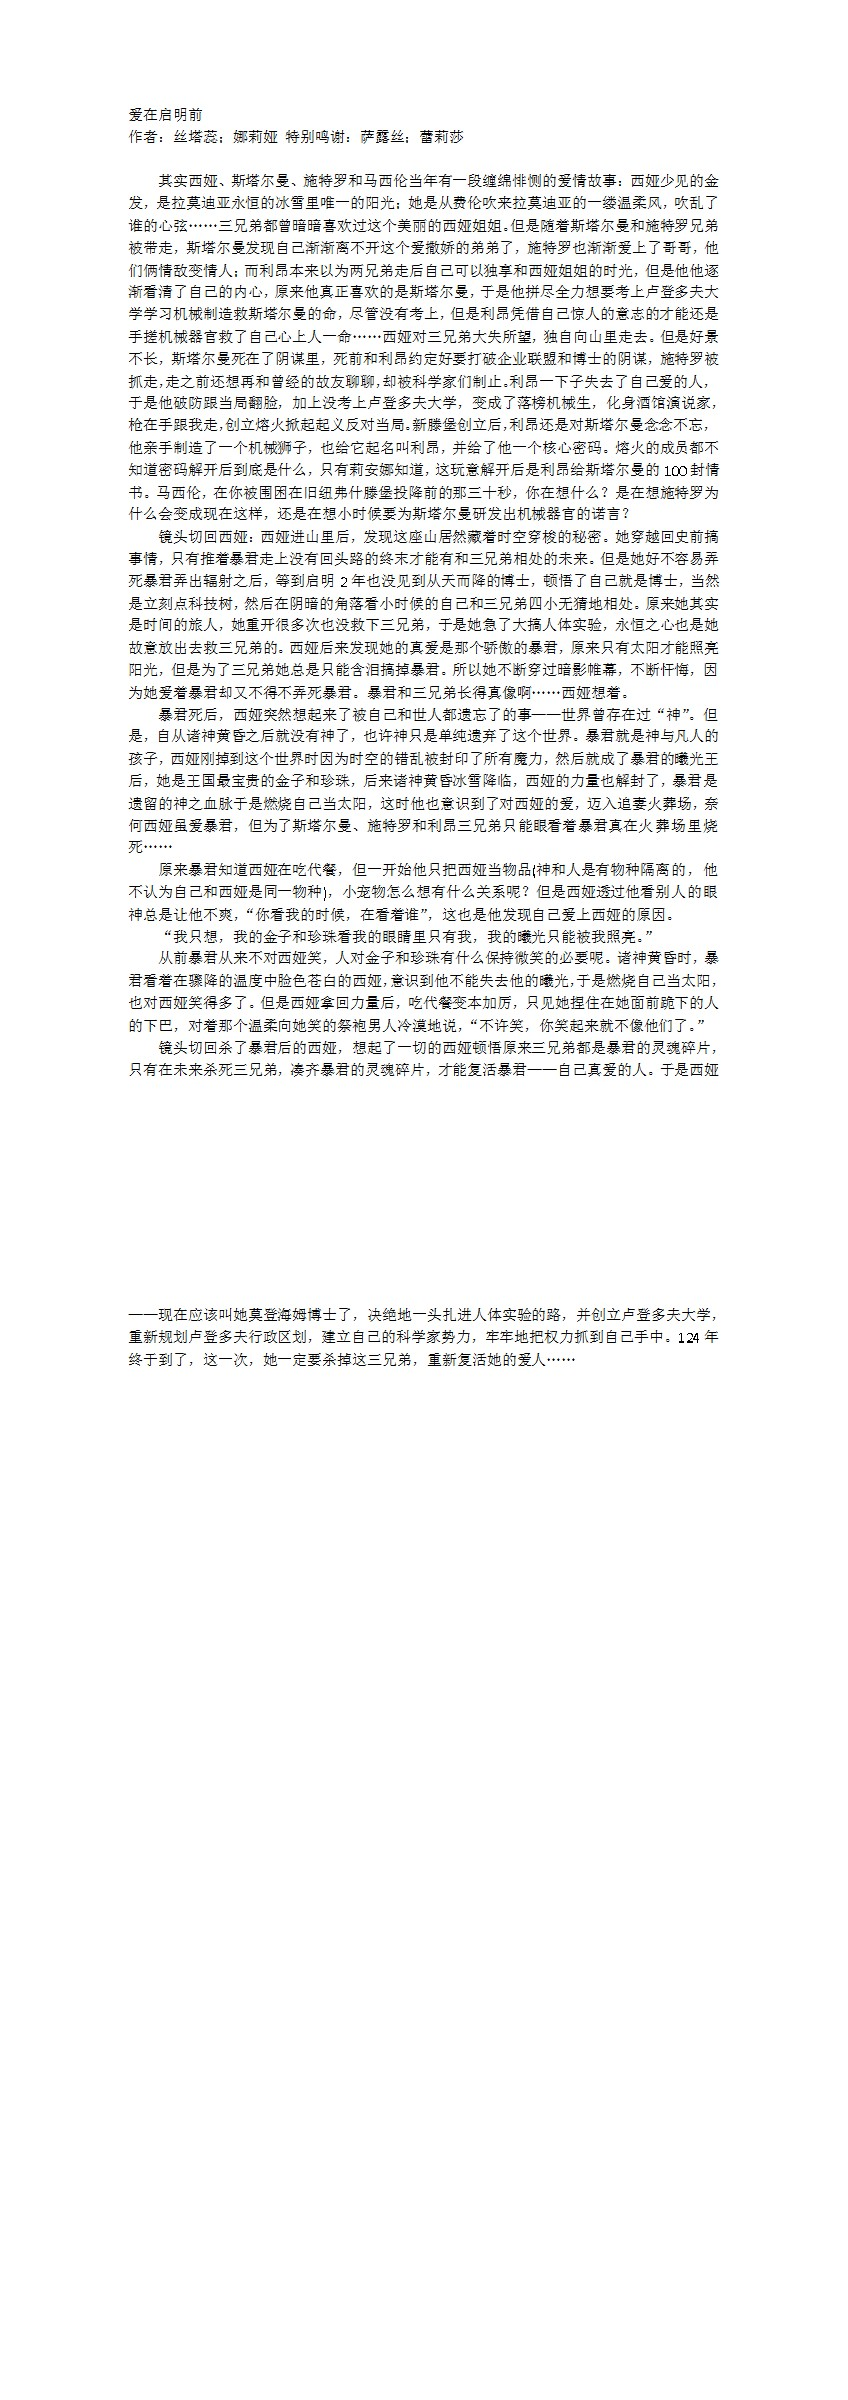 爱在启明前
作者：丝塔蕊；娜莉娅 特别鸣谢：萨露丝；蕾莉莎
其实西娅、斯塔尔曼、施特罗和马西伦当年有一段缠绵悱恻的爱情故事：西娅少见的金
发，是拉莫迪亚永恒的冰雪里唯一的阳光；她是从费伦吹来拉莫迪亚的一缕温柔风，吹乱了
谁的心弦……三兄弟都曾暗暗喜欢过这个美丽的西娅姐姐。但是随着斯塔尔曼和施特罗兄弟
被带走，斯塔尔曼发现自己渐渐离不开这个爱撒娇的弟弟了，施特罗也渐渐爱上了哥哥，他
们俩情敌变情人；而利昂本来以为两兄弟走后自己可以独享和西娅姐姐的时光，但是他他逐
渐看清了自己的内心，原来他真正喜欢的是斯塔尔曼，于是他拼尽全力想要考上卢登多夫大
学学习机械制造救斯塔尔曼的命，尽管没有考上，但是利昂凭借自己惊人的意志的才能还是
手搓机械器官救了自己心上人一命……西娅对三兄弟大失所望，独自向山里走去。但是好景
不长，斯塔尔曼死在了阴谋里，死前和利昂约定好要打破企业联盟和博士的阴谋，施特罗被
抓走，走之前还想再和曾经的故友聊聊，却被科学家们制止。利昂一下子失去了自己爱的人，
于是他破防跟当局翻脸，加上没考上卢登多夫大学，变成了落榜机械生，化身酒馆演说家，
枪在手跟我走，创立熔火掀起起义反对当局。新滕堡创立后，利昂还是对斯塔尔曼念念不忘，
他亲手制造了一个机械狮子，也给它起名叫利昂，并给了他一个核心密码。熔火的成员都不
知道密码解开后到底是什么，只有莉安娜知道，这玩意解开后是利昂给斯塔尔曼的 100 封情
书。马西伦，在你被围困在旧纽弗什滕堡投降前的那三十秒，你在想什么？是在想施特罗为
什么会变成现在这样，还是在想小时候要为斯塔尔曼研发出机械器官的诺言？
镜头切回西娅：西娅进山里后，发现这座山居然藏着时空穿梭的秘密。她穿越回史前搞
事情，只有推着暴君走上没有回头路的终末才能有和三兄弟相处的未来。但是她好不容易弄
死暴君弄出辐射之后，等到启明 2 年也没见到从天而降的博士，顿悟了自己就是博士，当然
是立刻点科技树，然后在阴暗的角落看小时候的自己和三兄弟四小无猜地相处。原来她其实
是时间的旅人，她重开很多次也没救下三兄弟，于是她急了大搞人体实验，永恒之心也是她
故意放出去救三兄弟的。西娅后来发现她的真爱是那个骄傲的暴君，原来只有太阳才能照亮
阳光，但是为了三兄弟她总是只能含泪搞掉暴君。所以她不断穿过暗影帷幕，不断忏悔，因
为她爱着暴君却又不得不弄死暴君。暴君和三兄弟长得真像啊……西娅想着。
暴君死后，西娅突然想起来了被自己和世人都遗忘了的事——世界曾存在过“神”。但
是，自从诸神黄昏之后就没有神了，也许神只是单纯遗弃了这个世界。暴君就是神与凡人的
孩子，西娅刚掉到这个世界时因为时空的错乱被封印了所有魔力，然后就成了暴君的曦光王
后，她是王国最宝贵的金子和珍珠，后来诸神黄昏冰雪降临，西娅的力量也解封了，暴君是
遗留的神之血脉于是燃烧自己当太阳，这时他也意识到了对西娅的爱，迈入追妻火葬场，奈
何西娅虽爱暴君，但为了斯塔尔曼、施特罗和利昂三兄弟只能眼看着暴君真在火葬场里烧
死……
原来暴君知道西娅在吃代餐，但一开始他只把西娅当物品(神和人是有物种隔离的，他
不认为自己和西娅是同一物种)，小宠物怎么想有什么关系呢？但是西娅透过他看别人的眼
神总是让他不爽，“你看我的时候，在看着谁”，这也是他发现自己爱上西娅的原因。
“我只想，我的金子和珍珠看我的眼睛里只有我，我的曦光只能被我照亮。”
从前暴君从来不对西娅笑，人对金子和珍珠有什么保持微笑的必要呢。诸神黄昏时，暴
君看着在骤降的温度中脸色苍白的西娅，意识到他不能失去他的曦光，于是燃烧自己当太阳，
也对西娅笑得多了。但是西娅拿回力量后，吃代餐变本加厉，只见她捏住在她面前跪下的人
的下巴，对着那个温柔向她笑的祭袍男人冷漠地说，“不许笑，你笑起来就不像他们了。”
镜头切回杀了暴君后的西娅，想起了一切的西娅顿悟原来三兄弟都是暴君的灵魂碎片，
只有在未来杀死三兄弟，凑齐暴君的灵魂碎片，才能复活暴君——自己真爱的人。于是西娅
——现在应该叫她莫登海姆博士了，决绝地一头扎进人体实验的路，并创立卢登多夫大学，
重新规划卢登多夫行政区划，建立自己的科学家势力，牢牢地把权力抓到自己手中。124 年
终于到了，这一次，她一定要杀掉这三兄弟，重新复活她的爱人……